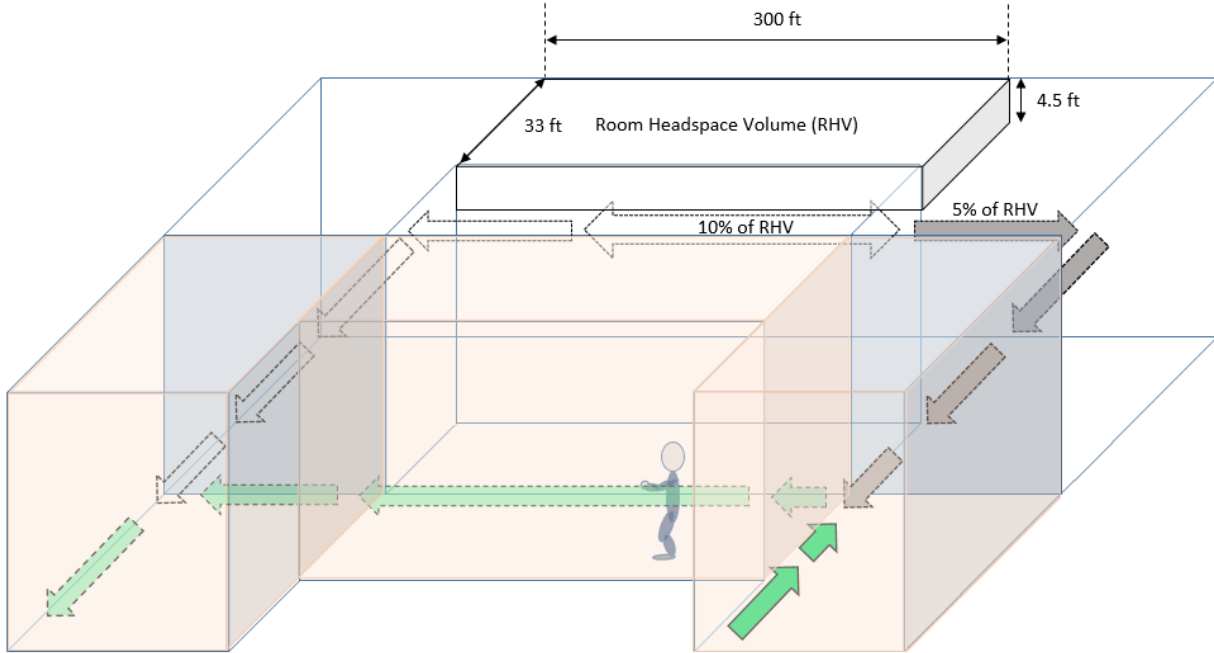 300 ft
4.5 ft
33 ft
Room Headspace Volume (RHV)
5% of RHV
10% of RHV